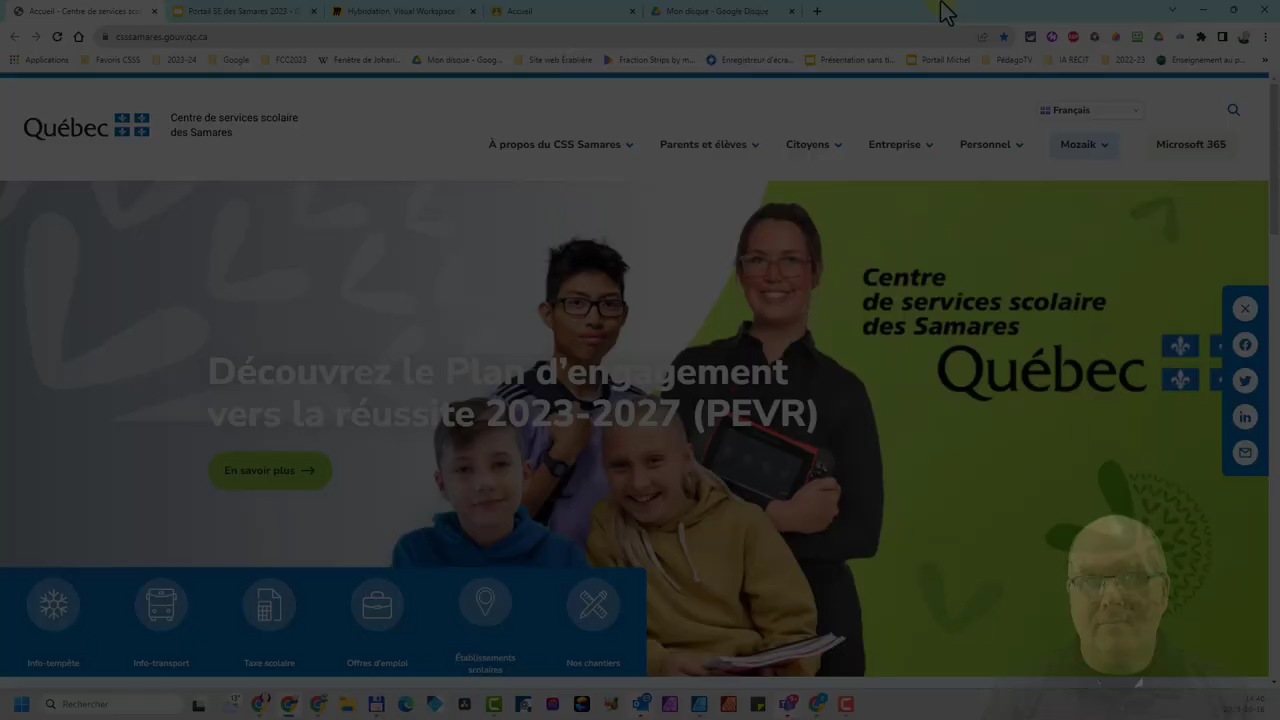 Accueil - Centre de services sco
Portail SE des Samares 2023 - G
Hybodation, Visual Workspace
Accueil
Mon disque - Google Disque
csssamares.gouv.qc.ca
Applications
Favoris CSSS
2023-24
Google
FCC2023
Fenêtre de Johari...
Mon disque - Goog...
Site web Érablière
Fraction Strips by m...
Enregistreur d'écra...
Présentation sans ti...
Portail Michel
PédagoTV
IA RECIT
2022-23
Enseignement au p...
Québec
Centre de services scolaire
des Samares
Français
À propos du CSS Samares
Parents et élèves
Citoyens
Entreprise
Personnel
Mozaik
Microsoft 365
Centre
de services scolaire
des Samares
Québec
Découvrez le Plan d'engagement
vers la réussite 2023-2027 (PEVR)
En savoir plus
Info-tempête
Info-transport
Taxe scolaire
Offres d'emploi
Établissements
scolaires
Nos chantiers
Rechercher
13°